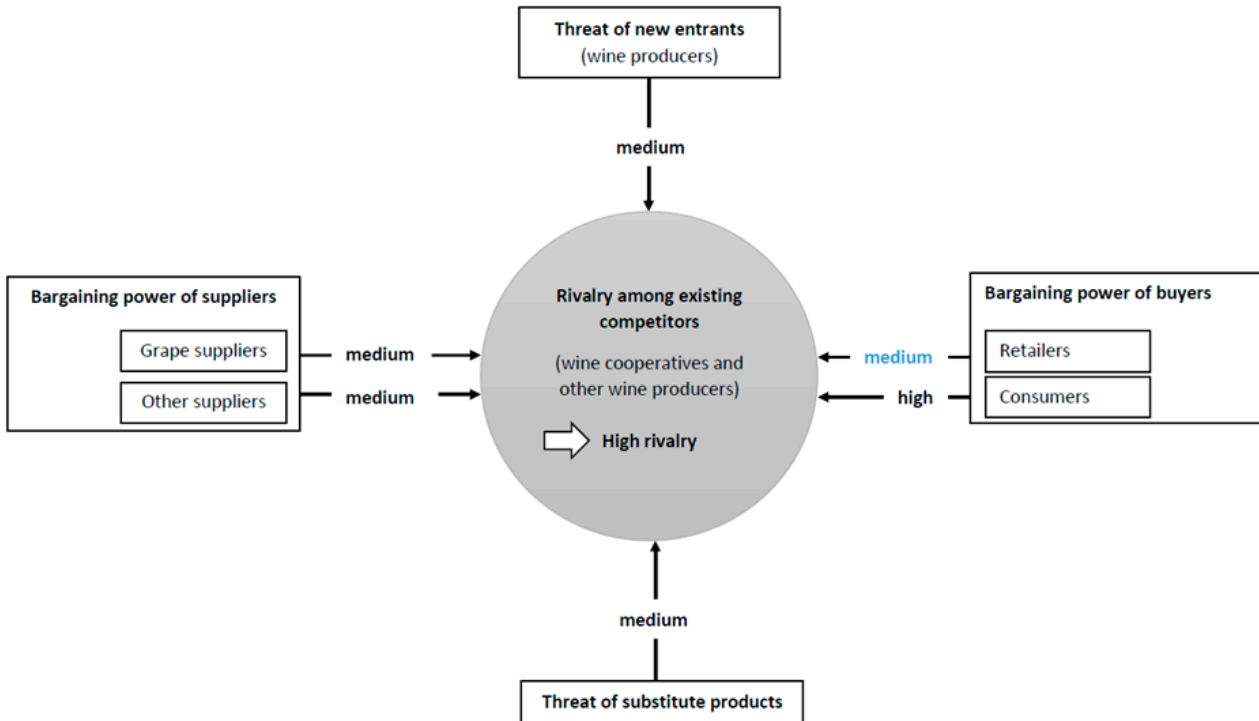 Threat of new entrants
(wine producers)
medium
Bargaining power of suppliers
Grape suppliers
Other suppliers
medium
medium
Rivalry among existing
competitors
(wine cooperatives and
other wine producers)
High rivalry
Bargaining power of buyers
medium
Retailers
high
Consumers
medium
Threat of substitute products